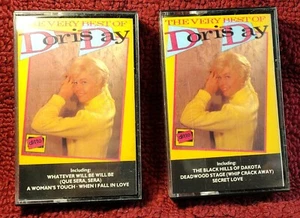 THE VERY BEST OF
Doris Day
Including:
WHATEVER WILL BE WILL BE
(QUE SERA, SERA)
A WOMAN'S TOUCH · WHEN I FALL IN LOVE
THE VERY BEST OF
Doris Day
Including:
THE BLACK HILLS OF DAKOTA
DEADWOOD STAGE (WHIP CRACK AWAY)
SECRET LOVE